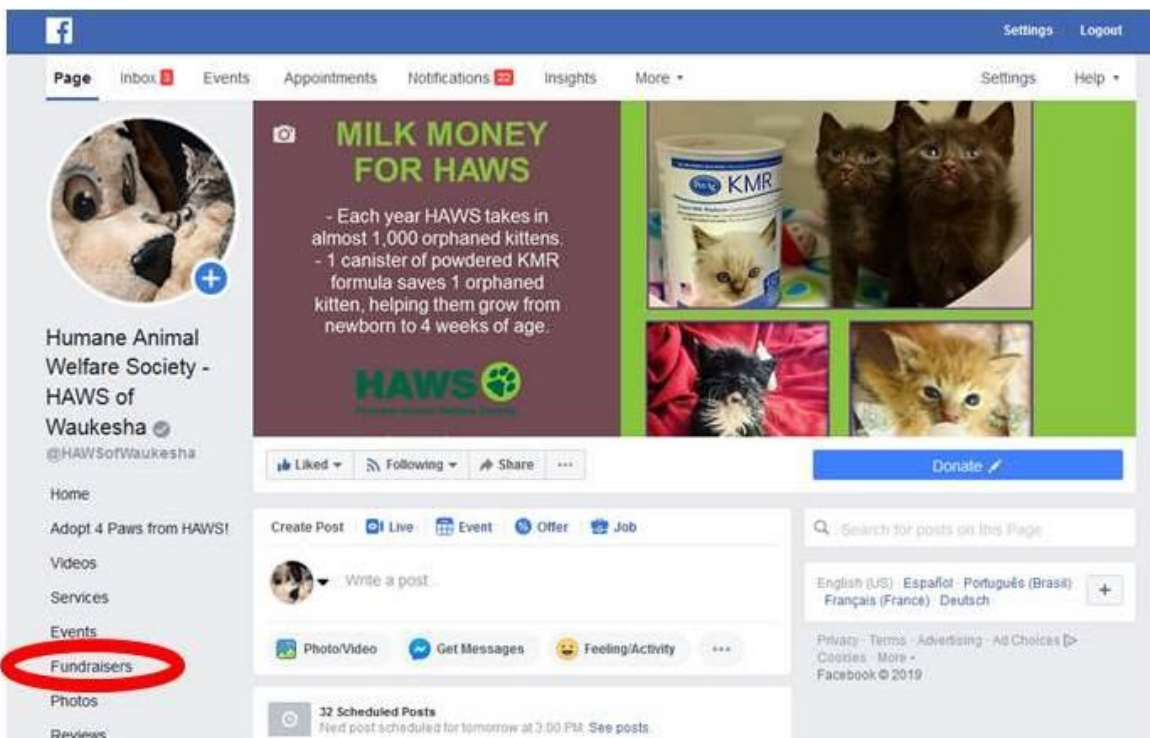 f
Settings Logout
Page Inbox 3 Events Appointments Notifications 22 Insights More Settings Help
MILK MONEY
FOR HAWS
- Each year HAWS takes in
almost 1,000 orphaned kittens.
- 1 canister of powdered KMR
formula saves 1 orphaned
kitten, helping them grow from
newborn to 4 weeks of age.
HAWS
KMR
Humane Animal
Welfare Society -
HAWS of
Waukesha
@HAWSofWaukesha
Home
Adopt 4 Paws from HAWS!
Videos
Services
Events
Fundraisers
Photos
Reviews
Liked Following Share ...
Donate
Create Post Live Event Offer Job
Write a post...
Photo/Video Get Messages Feeling/Activity ...
32 Scheduled Posts
Next post scheduled for tomorrow at 3:00 PM. See posts.
Search for posts on this Page
English (US) · Español · Português (Brasil)
Français (France) · Deutsch
+
Privacy · Terms · Advertising · Ad Choices
Cookies · More
Facebook © 2019